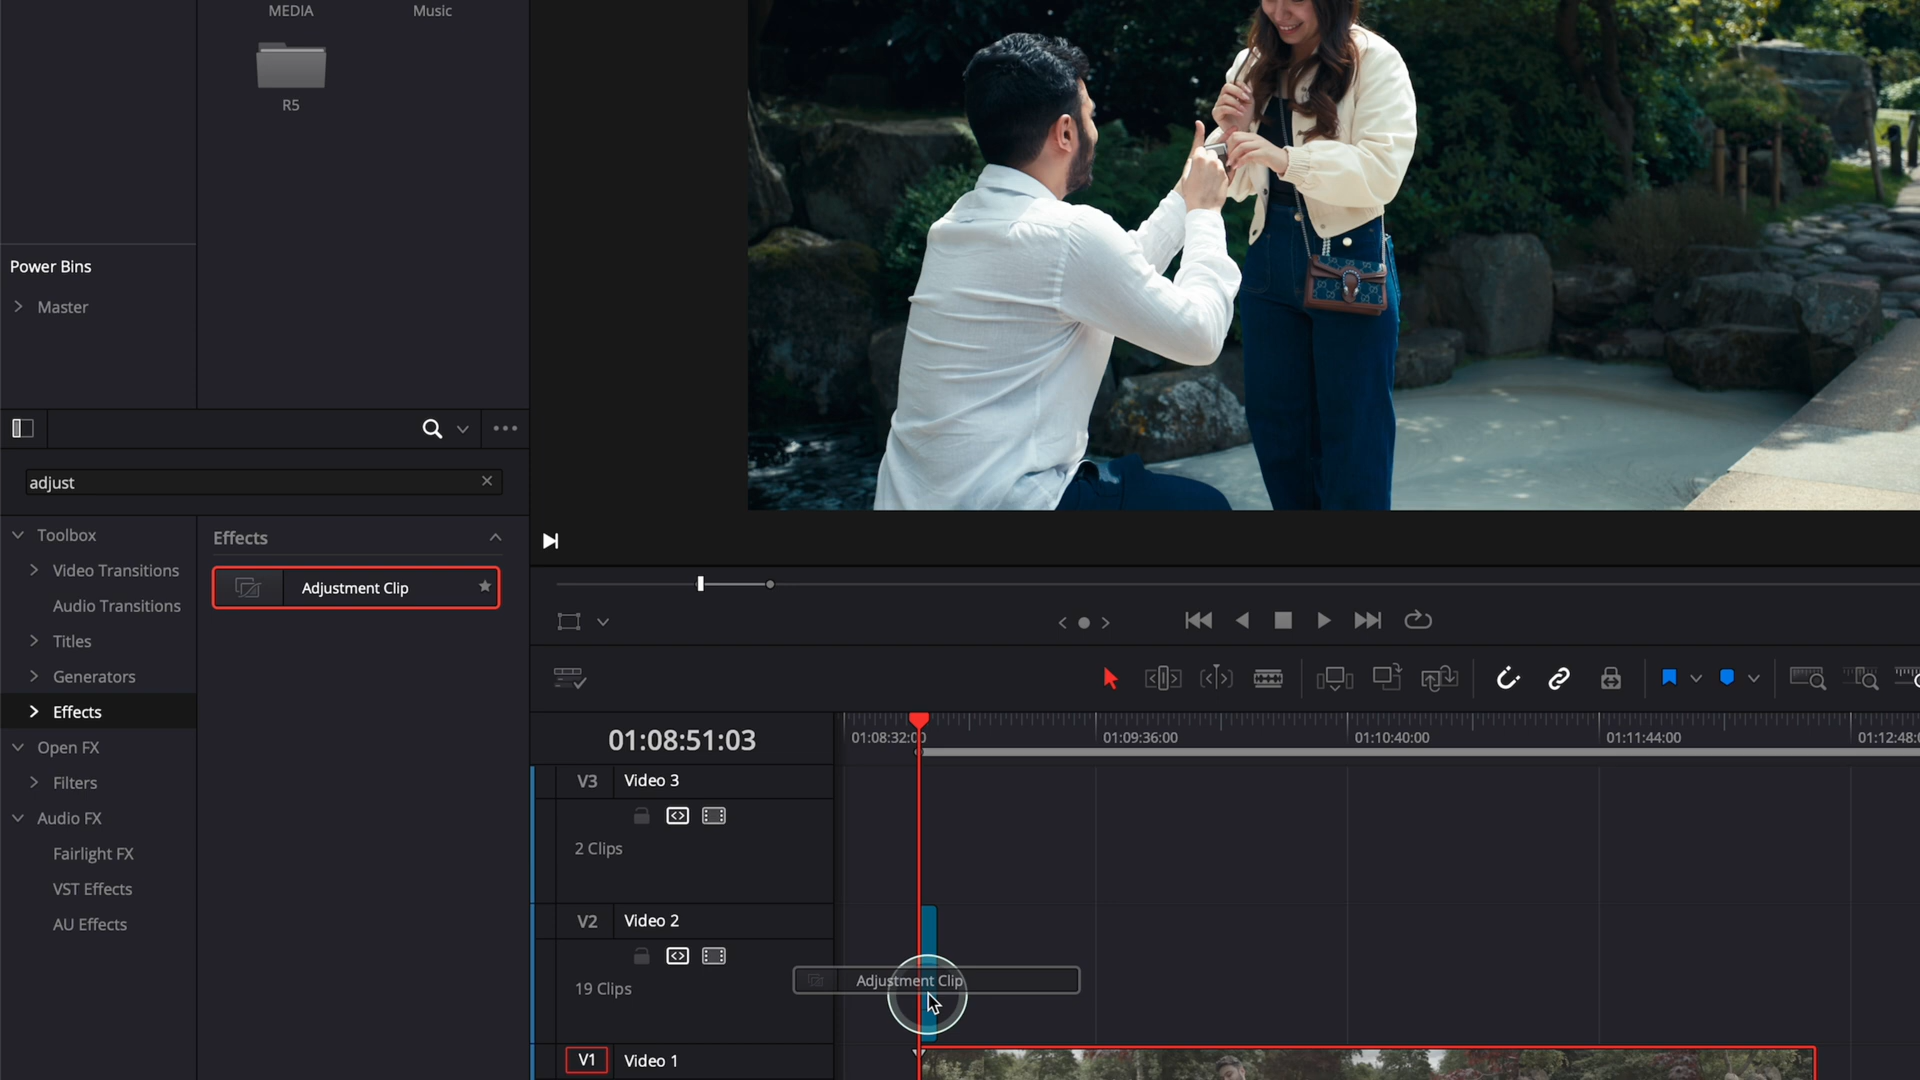 MEDIA
Music
R5
Power Bins
Master
adjust
Toolbox
Video Transitions
Audio Transitions
Titles
Generators
Effects
Open FX
Filters
Audio FX
Fairlight FX
VST Effects
AU Effects
Effects
Adjustment Clip
01:08:51:03
01:08:32:00
01:09:36:00
01:10:40:00
01:11:44:00
01:12:48:0
V3 Video 3
2 Clips
V2 Video 2
19 Clips
Adjustment Clip
V1 Video 1